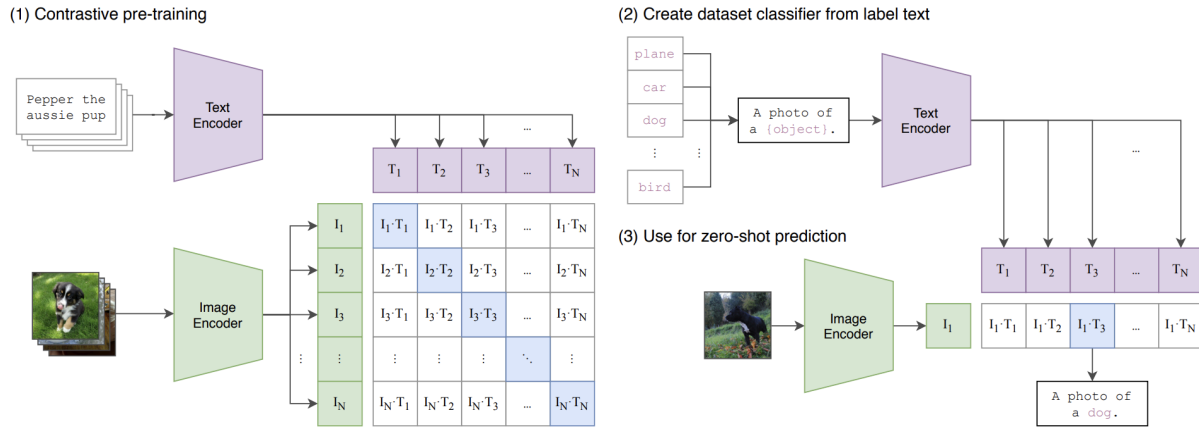 (1) Contrastive pre-training
Pepper the
aussie pup
Text
Encoder
...
T1 T2 T3 ... TN
I1 I1·T1 I1·T2 I1·T3 ... I1·TN
I2 I2·T1 I2·T2 I2·T3 ... I2·TN
Image
Encoder
I3 I3·T1 I3·T2 I3·T3 ... I3·TN
⋮ ⋮ ⋮ ⋮ ⋮ ⋱ ⋮
IN IN·T1 IN·T2 IN·T3 ... IN·TN
(2) Create dataset classifier from label text
plane
car
dog
⋮ ⋮
bird
A photo of
a {object}.
Text
Encoder
...
(3) Use for zero-shot prediction
T1 T2 T3 ... TN
Image
Encoder
I1 I1·T1 I1·T2 I1·T3 ... I1·TN
A photo of
a dog.